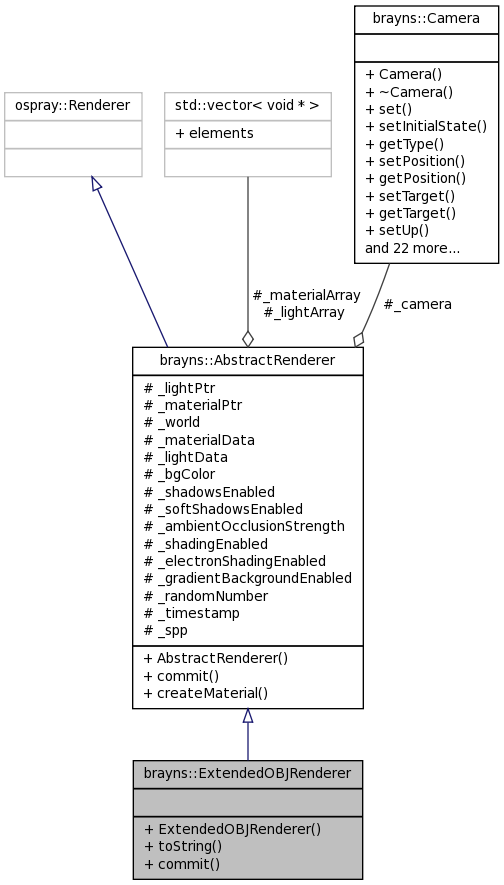 brayns::Camera
+ Camera()
+ ~Camera()
+ set()
+ setInitialState()
+ getType()
+ setPosition()
+ getPosition()
+ setTarget()
+ getTarget()
+ setUp()
and 22 more...
ospray::Renderer
std::vector< void * >
+ elements
#_materialArray
#_lightArray
#_camera
brayns::AbstractRenderer
# _lightPtr
# _materialPtr
# _world
# _materialData
# _lightData
# _bgColor
# _shadowsEnabled
# _softShadowsEnabled
# _ambientOcclusionStrength
# _shadingEnabled
# _electronShadingEnabled
# _gradientBackgroundEnabled
# _randomNumber
# _timestamp
# _spp
+ AbstractRenderer()
+ commit()
+ createMaterial()
brayns::ExtendedOBJRenderer
+ ExtendedOBJRenderer()
+ toString()
+ commit()